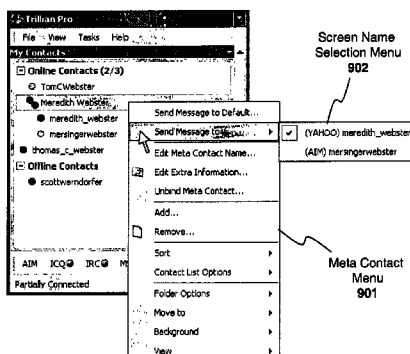 Trillian Pro
File View Tasks Help
My Contacts
Online Contacts (2/3)
TomCWebster
Meredith Webster
meredith_webster
mersingerwebster
thomas_c_webster
Offline Contacts
scottwerndorfer
AIM ICQ IRC
Partially Connected
Send Message to Default...
Send Message to
Edit Meta Contact Name...
Edit Extra Information...
Unbind Meta Contact...
Add...
Remove...
Sort
Contact List Options
Folder Options
Move to
Background
View
(YAHOO) meredith_webster
(AIM) mersingerwebster
Screen Name
Selection Menu
902
Meta Contact
Menu
901